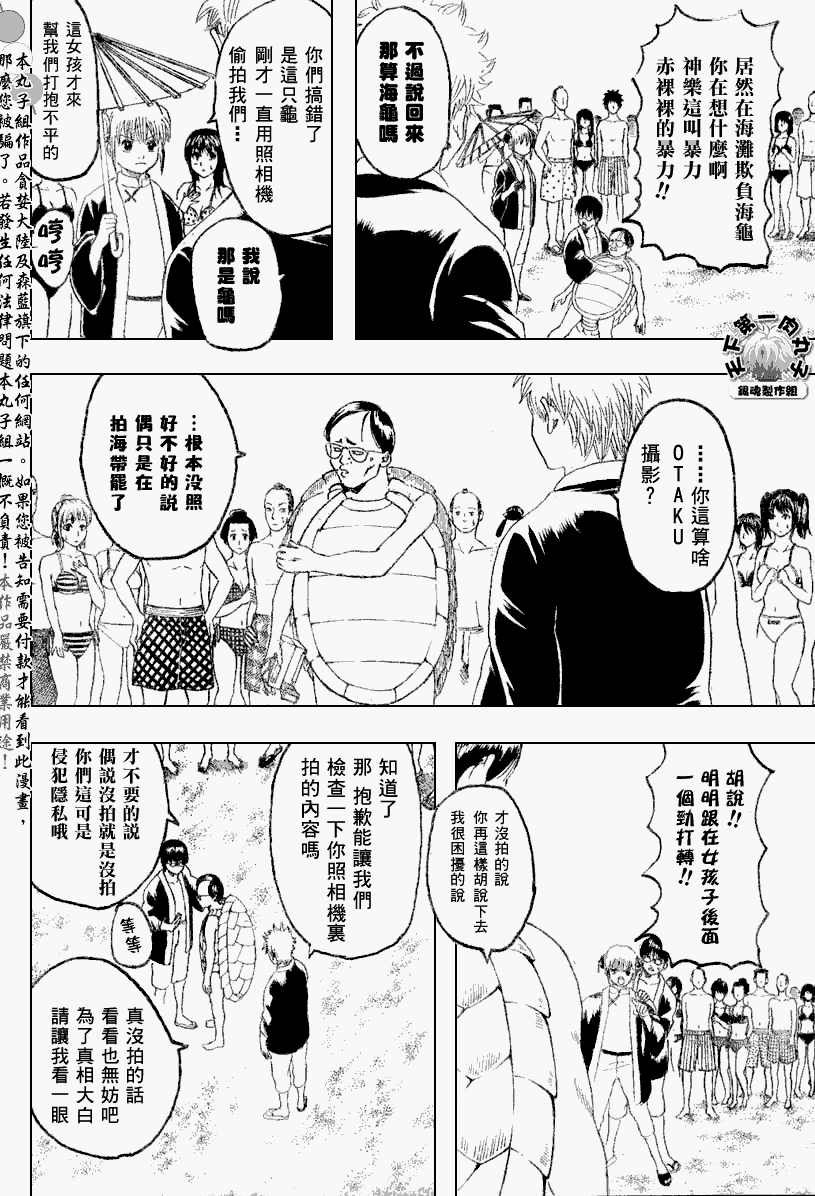 居然在海灘欺負海龜
你在想什麼啊
神樂這叫暴力
赤裸裸的暴力!!
不過說回來
那算海龜嗎
你們搞錯了
是這只龜
剛才一直用照相機
偷拍我們…
我說
那是龜嗎
這女孩才來
幫我們打抱不平的
哼哼
天下第一肉丸子
銀魂製作組
……你這算啥
OTAKU
攝影?
…根本没照
好不好的說
偶只是在
拍海帶罷了
胡說!!
明明跟在女孩子後面
一個勁打轉!!
才沒拍的說
你再這樣胡說下去
我很困擾的說
知道了
那 抱歉能讓我們
檢查一下你照相機裏
拍的內容嗎
才不要的說
偶說沒拍就是沒拍
你們這可是
侵犯隱私哦
等等
真沒拍的話
看看也無妨吧
為了真相大白
請讓我看一眼
本丸子組作品貪婪大陸及森藍旗下的任何網站。如果您被告知需要付款才能看到此漫畫,
那麼您被騙了。若發生任何法律問題本丸子組一概不負責!本作品嚴禁商業用途!